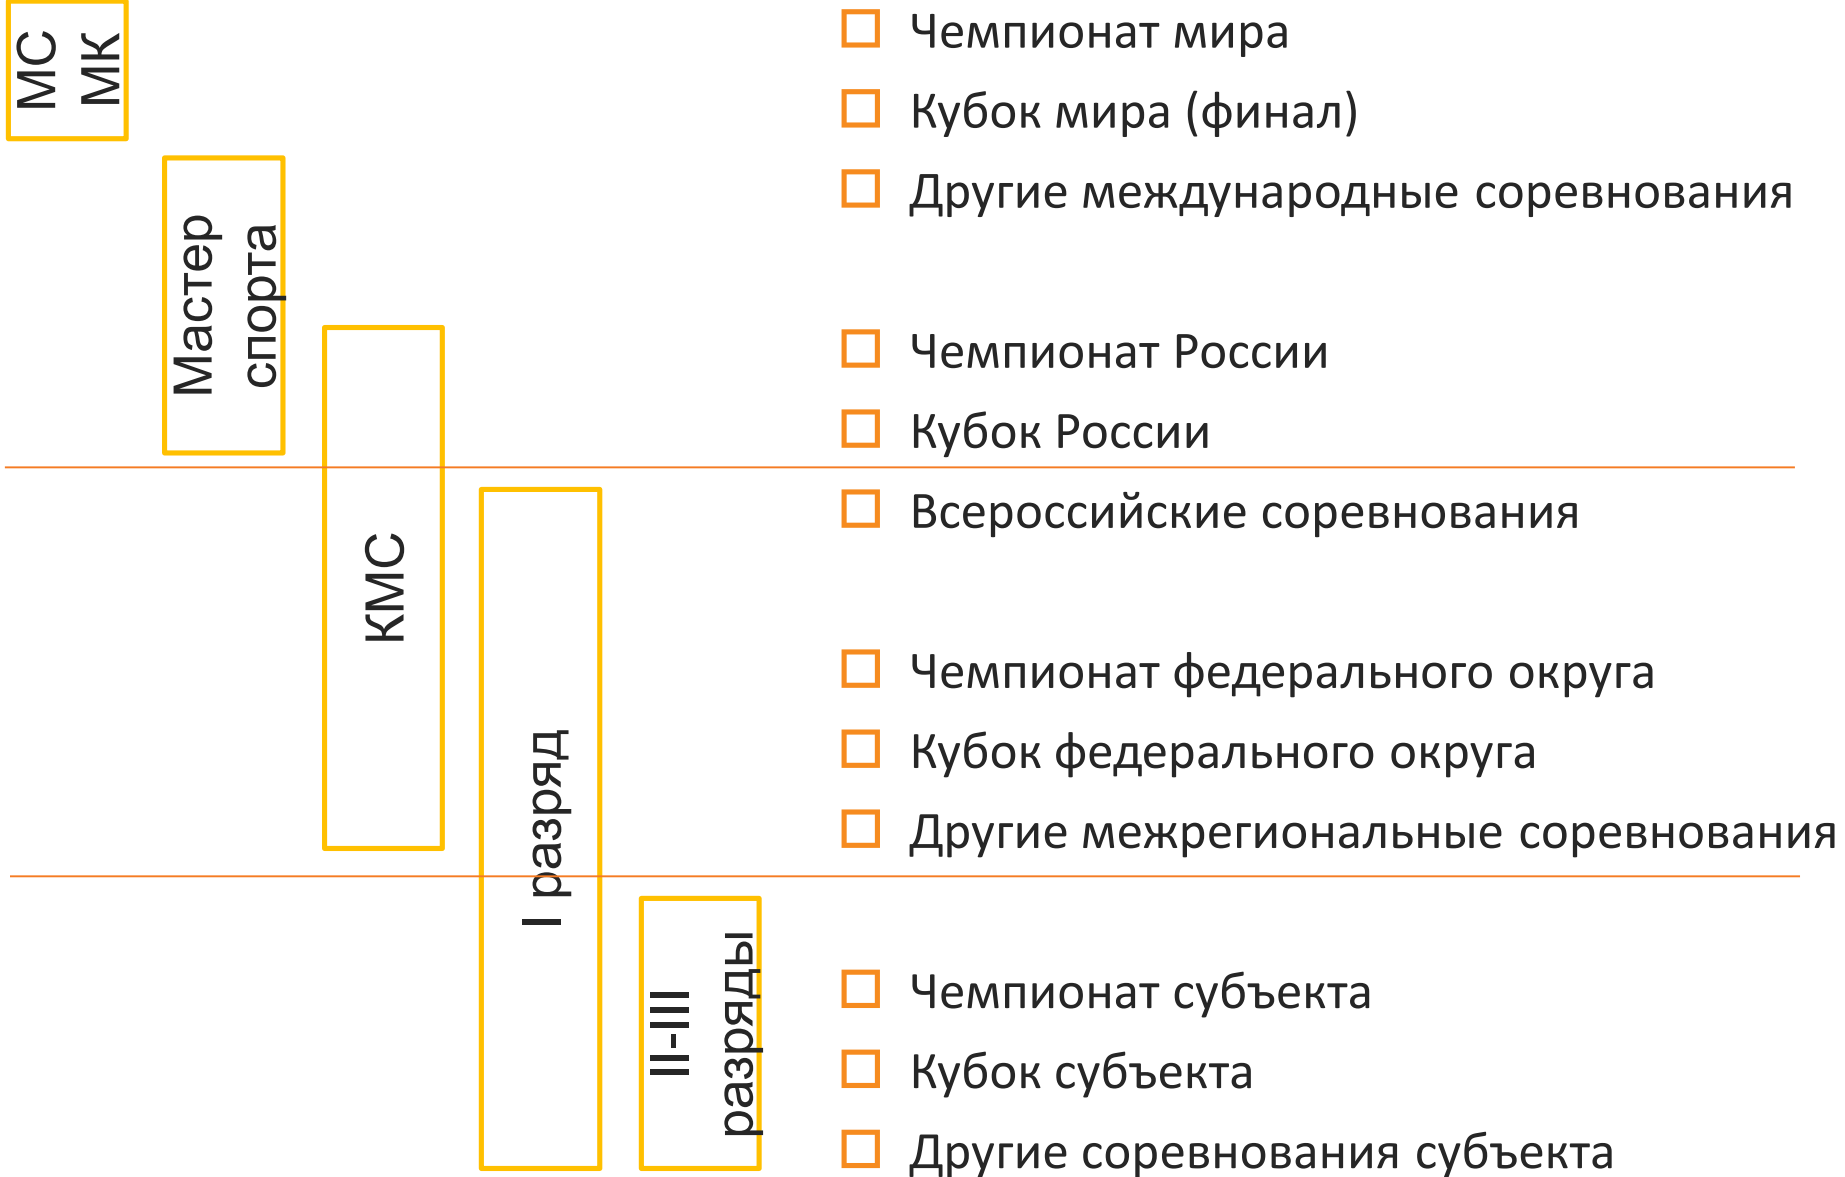 МС
МК
Мастер
спорта
КМС
I разряд
II-III
разряды
Чемпионат мира
Кубок мира (финал)
Другие международные соревнования
Чемпионат России
Кубок России
Всероссийские соревнования
Чемпионат федерального округа
Кубок федерального округа
Другие межрегиональные соревнования
Чемпионат субъекта
Кубок субъекта
Другие соревнования субъекта